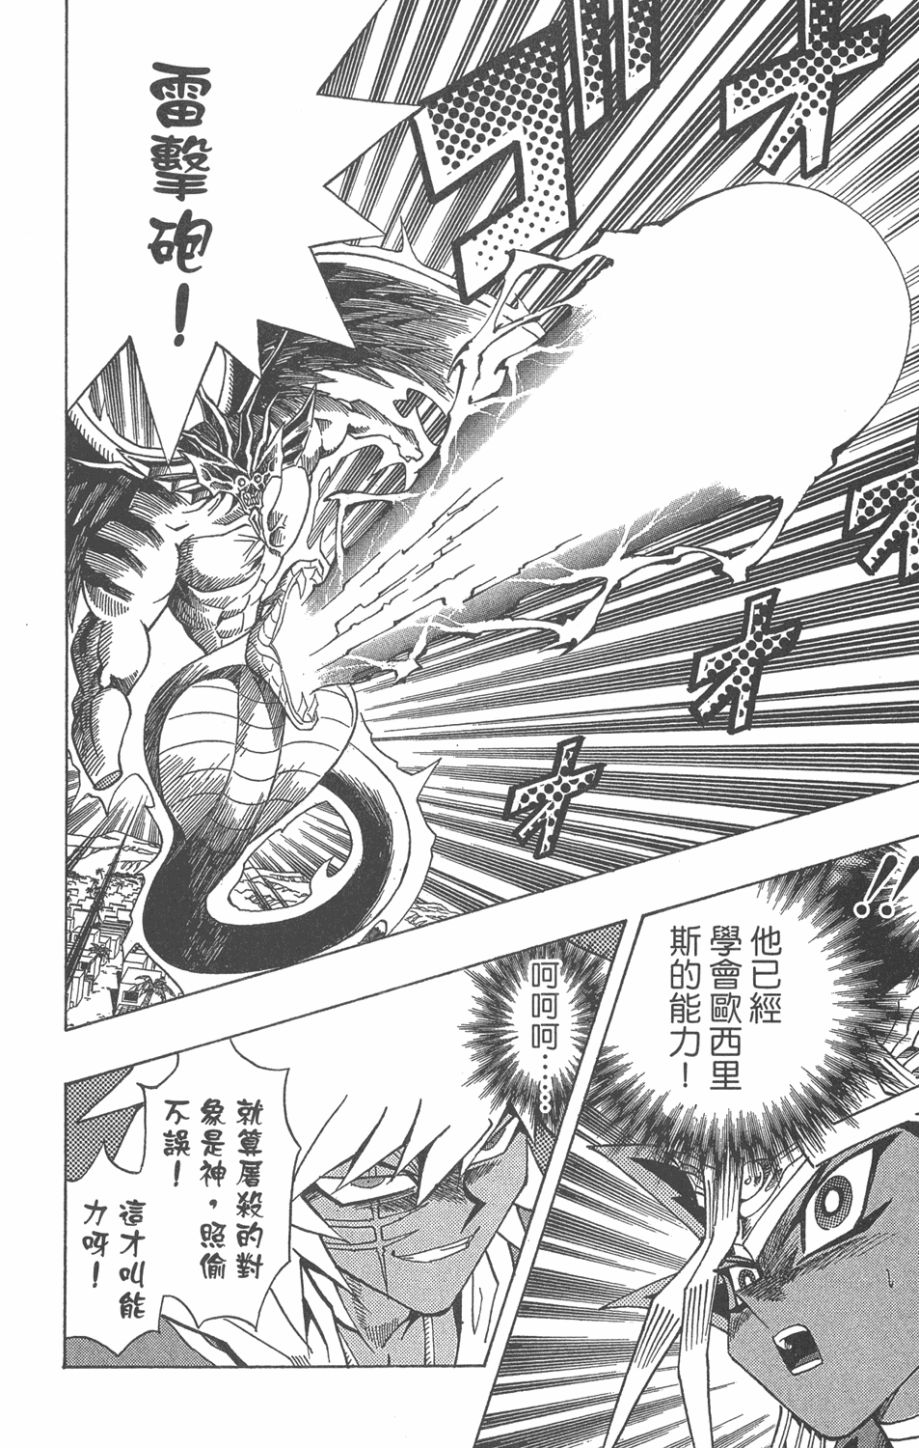 ゴオオオオオ
雷擊砲！
!!
他已經
學會歐西里
斯的能力！
呵呵呵……
就算屠殺的對
象是神，照偷
不誤！
這才叫能
力呀！